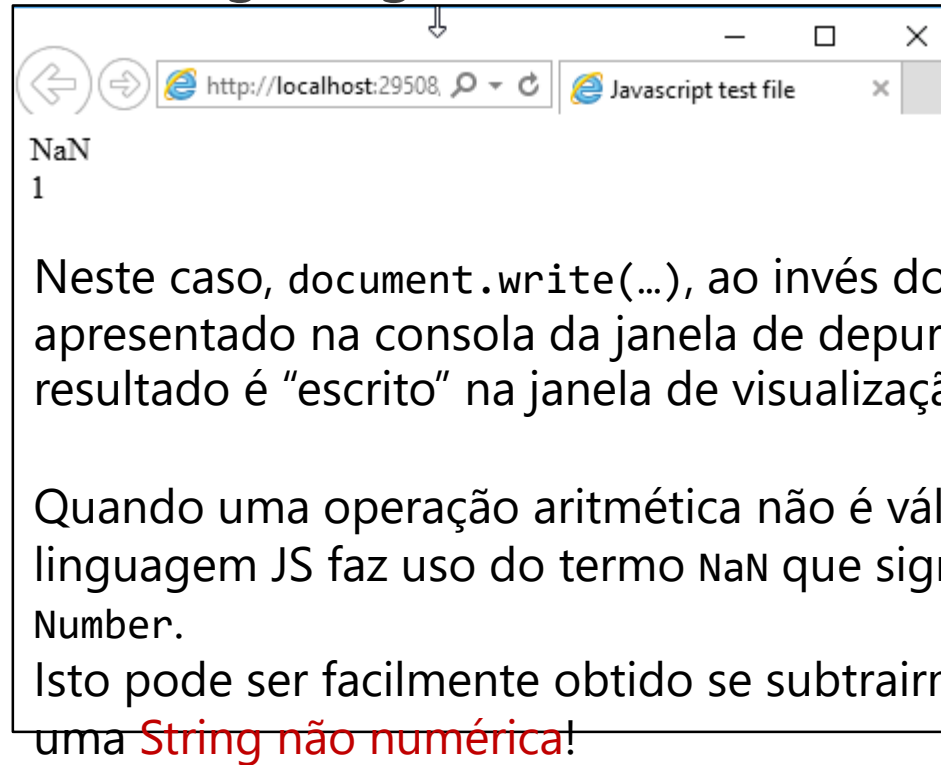 http://localhost:29508, Javascript test file
NaN
1
Neste caso, document.write(…), ao invés do
apresentado na consola da janela de depur
resultado é “escrito” na janela de visualizaçã
Quando uma operação aritmética não é vál
linguagem JS faz uso do termo NaN que sig
Number.
Isto pode ser facilmente obtido se subtrair
uma String não numérica!